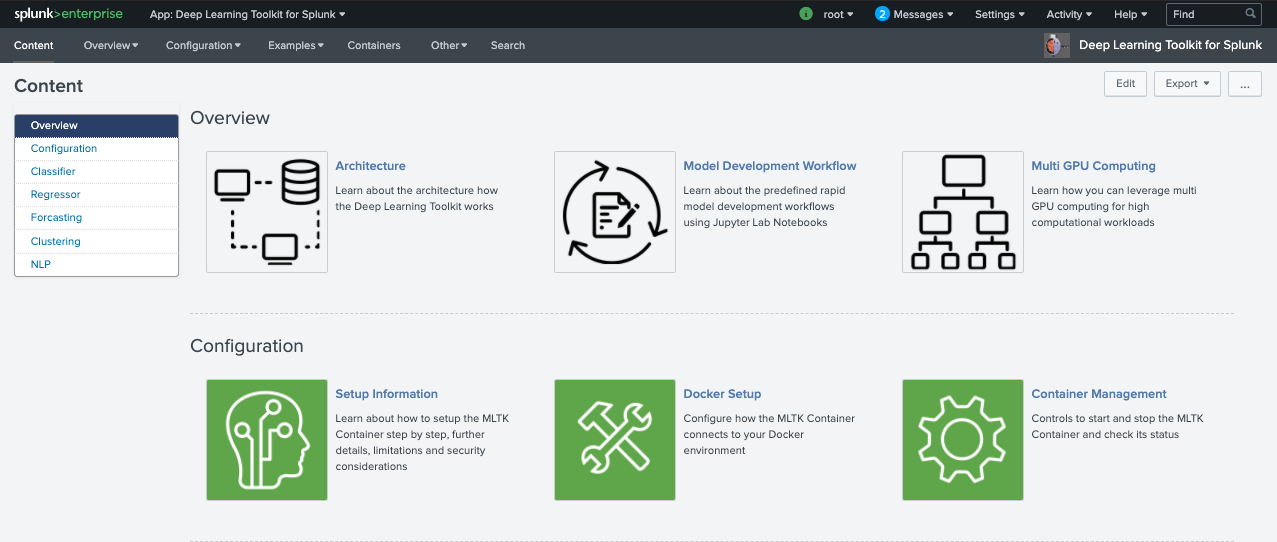 splunk>enterprise App: Deep Learning Toolkit for Splunk i root 2 Messages Settings Activity Help Find
Content Overview Configuration Examples Containers Other Search Deep Learning Toolkit for Splunk
Content
Edit Export ...
Overview
Configuration
Classifier
Regressor
Forcasting
Clustering
NLP
Overview
Architecture
Learn about the architecture how
the Deep Learning Toolkit works
Model Development Workflow
Learn about the predefined rapid
model development workflows
using Jupyter Lab Notebooks
Multi GPU Computing
Learn how you can leverage multi
GPU computing for high
computational workloads
Configuration
Setup Information
Learn about how to setup the MLTK
Container step by step, further
details, limitations and security
considerations
Docker Setup
Configure how the MLTK Container
connects to your Docker
environment
Container Management
Controls to start and stop the MLTK
Container and check its status